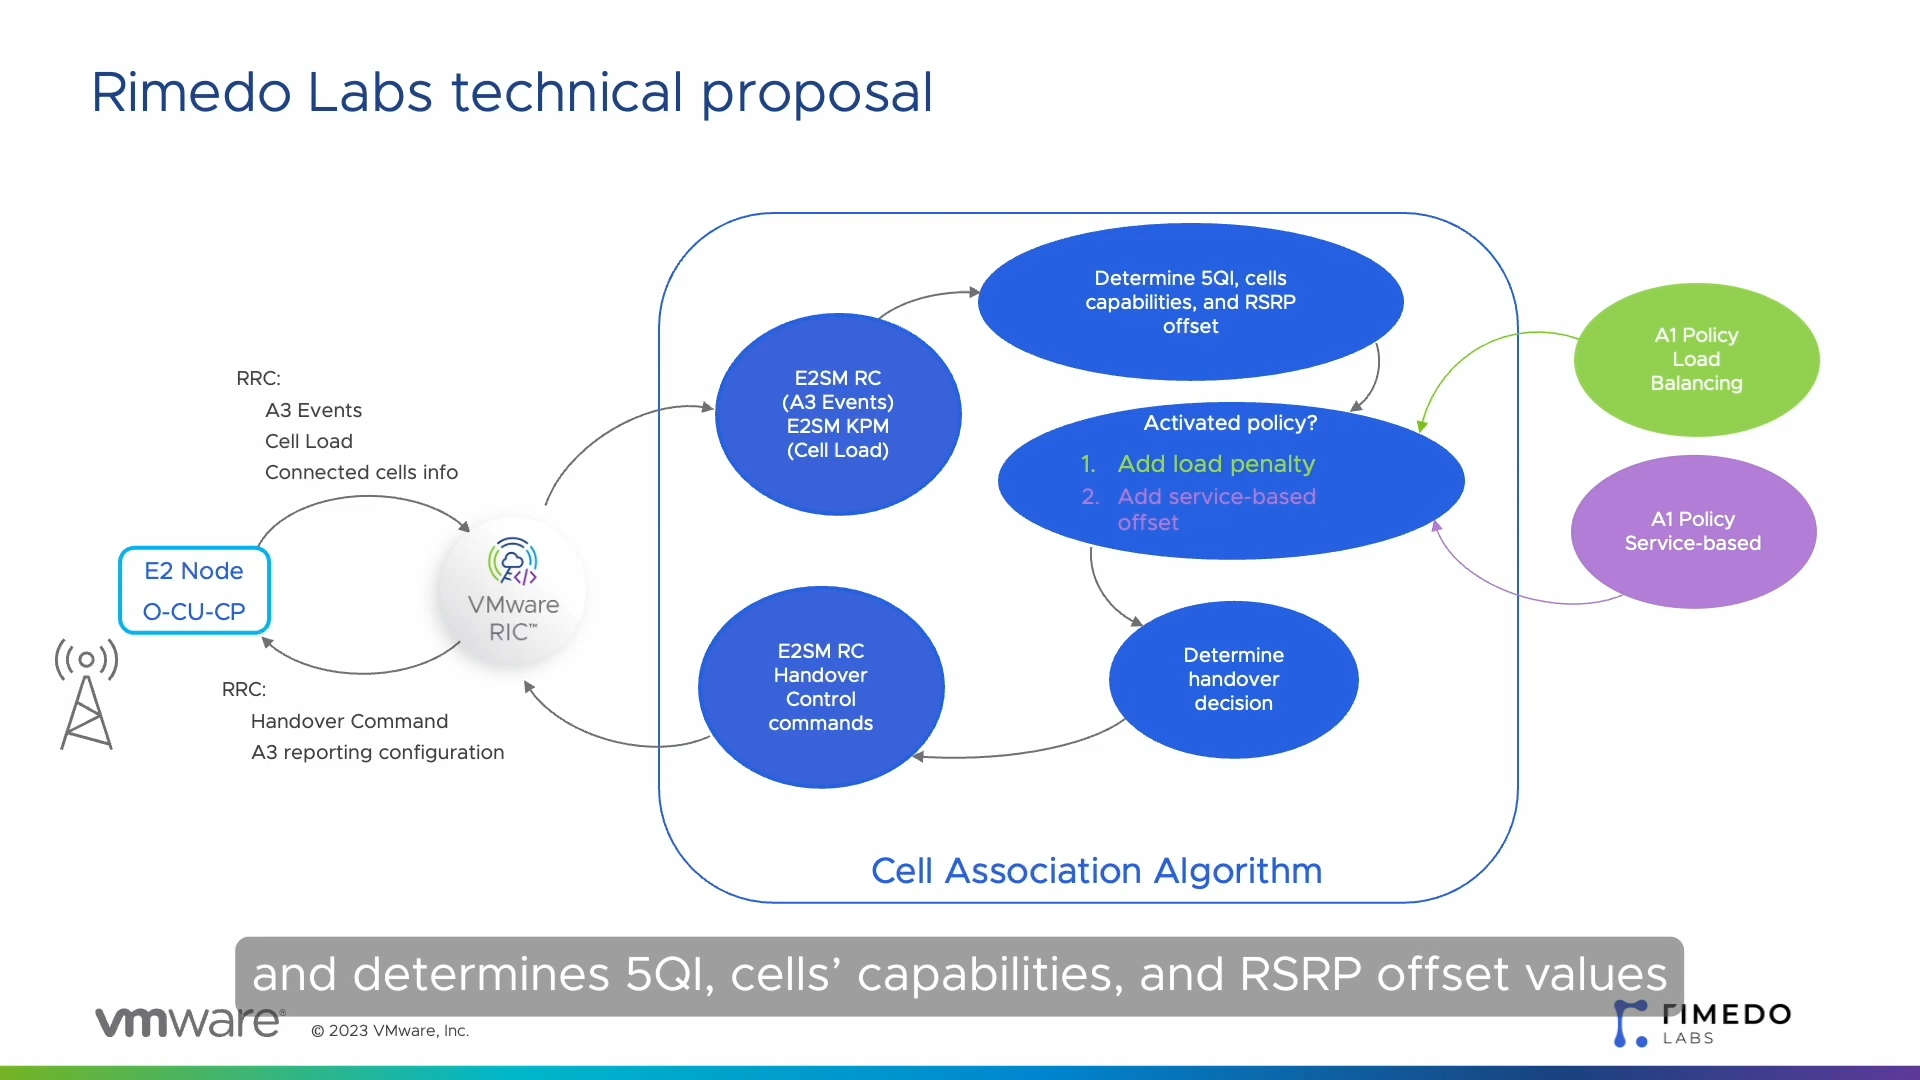 Rimedo Labs technical proposal
RRC:
A3 Events
Cell Load
Connected cells info
E2 Node
O-CU-CP
VMware
RIC™
RRC:
Handover Command
A3 reporting configuration
E2SM RC
(A3 Events)
E2SM KPM
(Cell Load)
Determine 5QI, cells
capabilities, and RSRP
offset
Activated policy?
1. Add load penalty
2. Add service-based
offset
A1 Policy
Load
Balancing
A1 Policy
Service-based
Determine
handover
decision
E2SM RC
Handover
Control
commands
Cell Association Algorithm
and determines 5QI, cells’ capabilities, and RSRP offset values
vmware®
© 2023 VMware, Inc.
RIMEDO
LABS